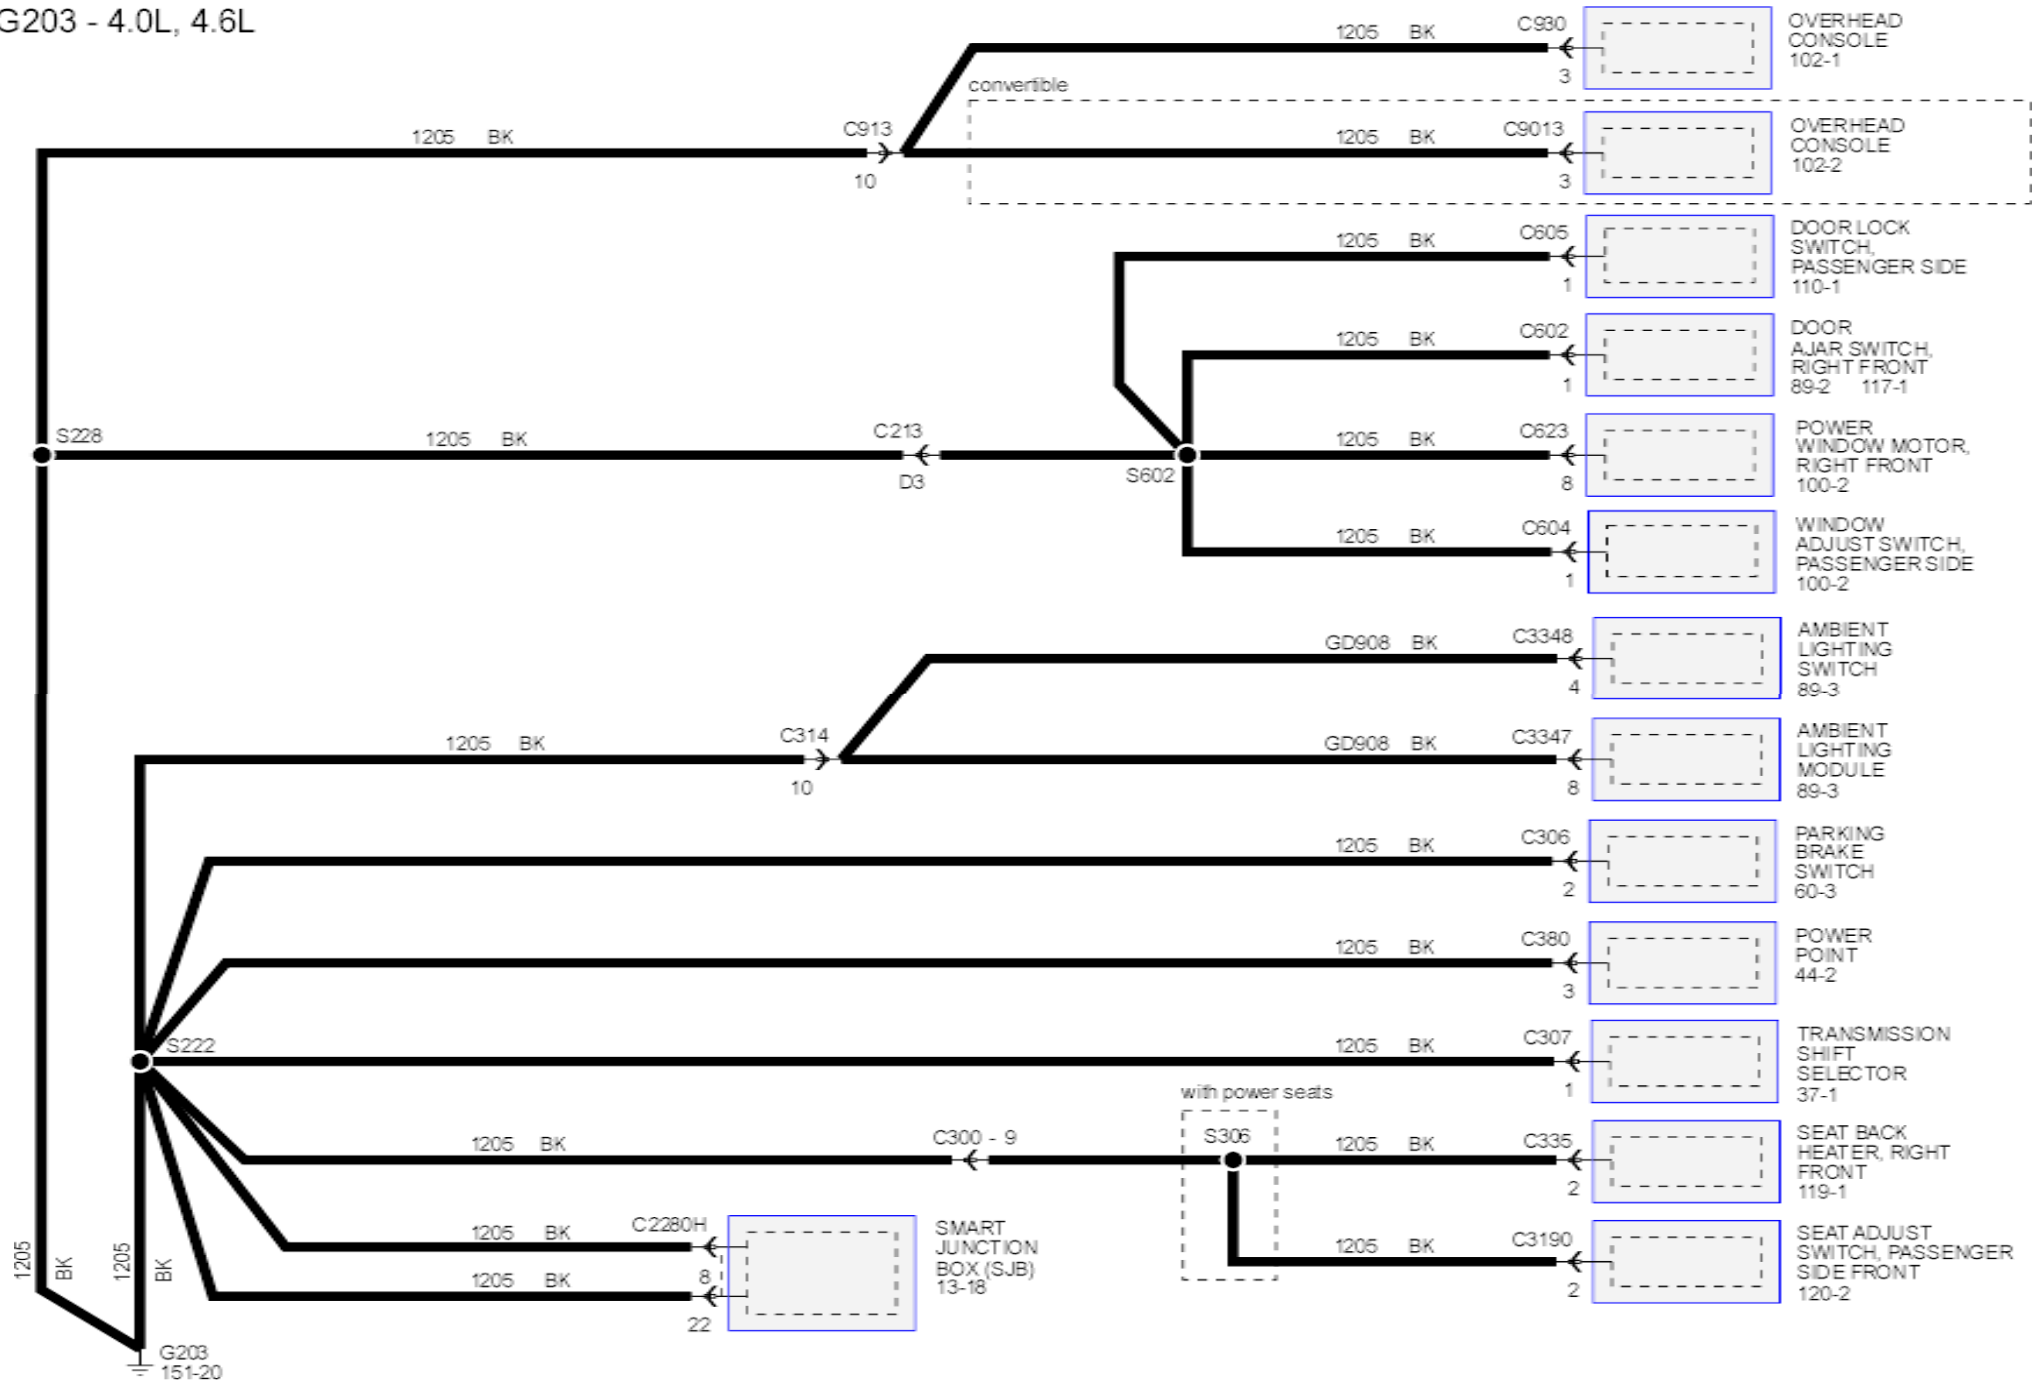 G203 - 4.0L, 4.6L
1205 BK C930
3
OVERHEAD
CONSOLE
102-1
convertible
1205 BK C913
10
1205 BK C9013
3
OVERHEAD
CONSOLE
102-2
1205 BK C605
1
DOOR LOCK
SWITCH,
PASSENGER SIDE
110-1
1205 BK C602
1
DOOR
AJAR SWITCH,
RIGHT FRONT
89-2 117-1
S228
1205 BK C213
D3
S602
1205 BK C623
8
POWER
WINDOW MOTOR,
RIGHT FRONT
100-2
1205 BK C604
1
WINDOW
ADJUST SWITCH,
PASSENGER SIDE
100-2
GD908 BK C3348
4
AMBIENT
LIGHTING
SWITCH
89-3
1205 BK C314
10
GD908 BK C3347
8
AMBIENT
LIGHTING
MODULE
89-3
1205 BK C306
2
PARKING
BRAKE
SWITCH
60-3
1205 BK C380
3
POWER
POINT
44-2
S222
1205 BK C307
1
TRANSMISSION
SHIFT
SELECTOR
37-1
with power seats
1205 BK C300 - 9
S306
1205 BK C335
2
SEAT BACK
HEATER, RIGHT
FRONT
119-1
1205 BK C2280H
8
1205 BK
22
SMART
JUNCTION
BOX (SJB)
13-18
1205 BK C3190
2
SEAT ADJUST
SWITCH, PASSENGER
SIDE FRONT
120-2
1205 BK
1205 BK
G203
151-20